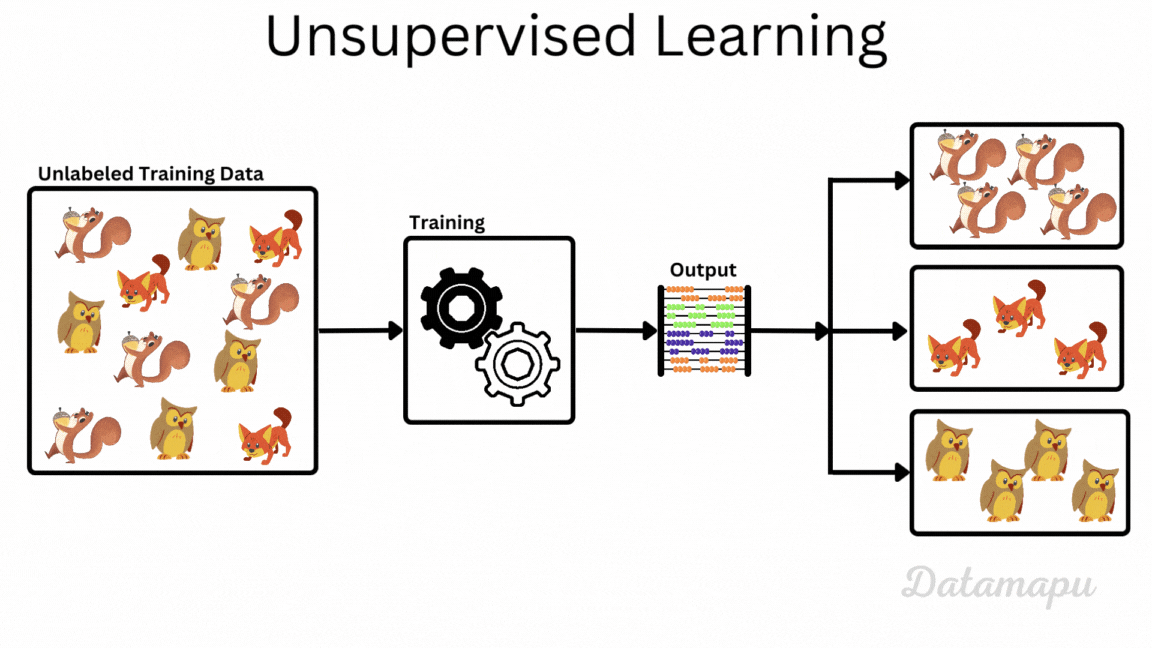 Unsupervised Learning
Unlabeled Training Data
Training
Output
Datamapu